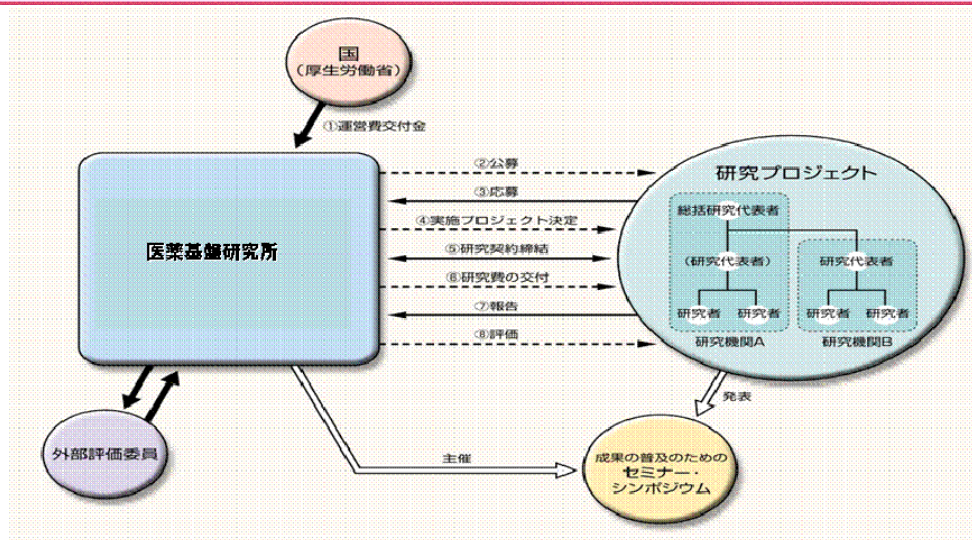 国
（厚生労働省）
①運営費交付金
医薬基盤研究所
②公募
③応募
④実施プロジェクト決定
⑤研究契約締結
⑥研究費の交付
⑦報告
⑧評価
研究プロジェクト
総括研究代表者
（研究代表者） 研究代表者
研究者 研究者 研究者 研究者
研究機関A 研究機関B
発表
外部評価委員
主催
成果の普及のための
セミナー・
シンポジウム